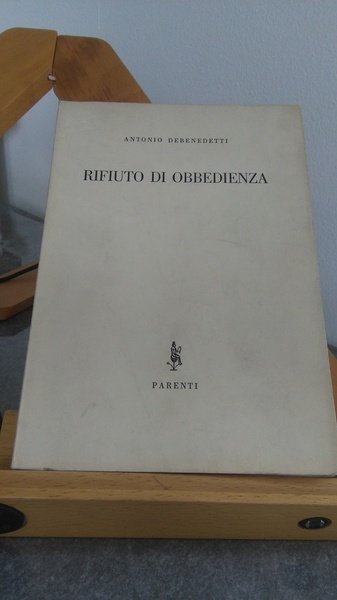 ANTONIO DEBENEDETTI
RIFIUTO DI OBBEDIENZA
PARENTI